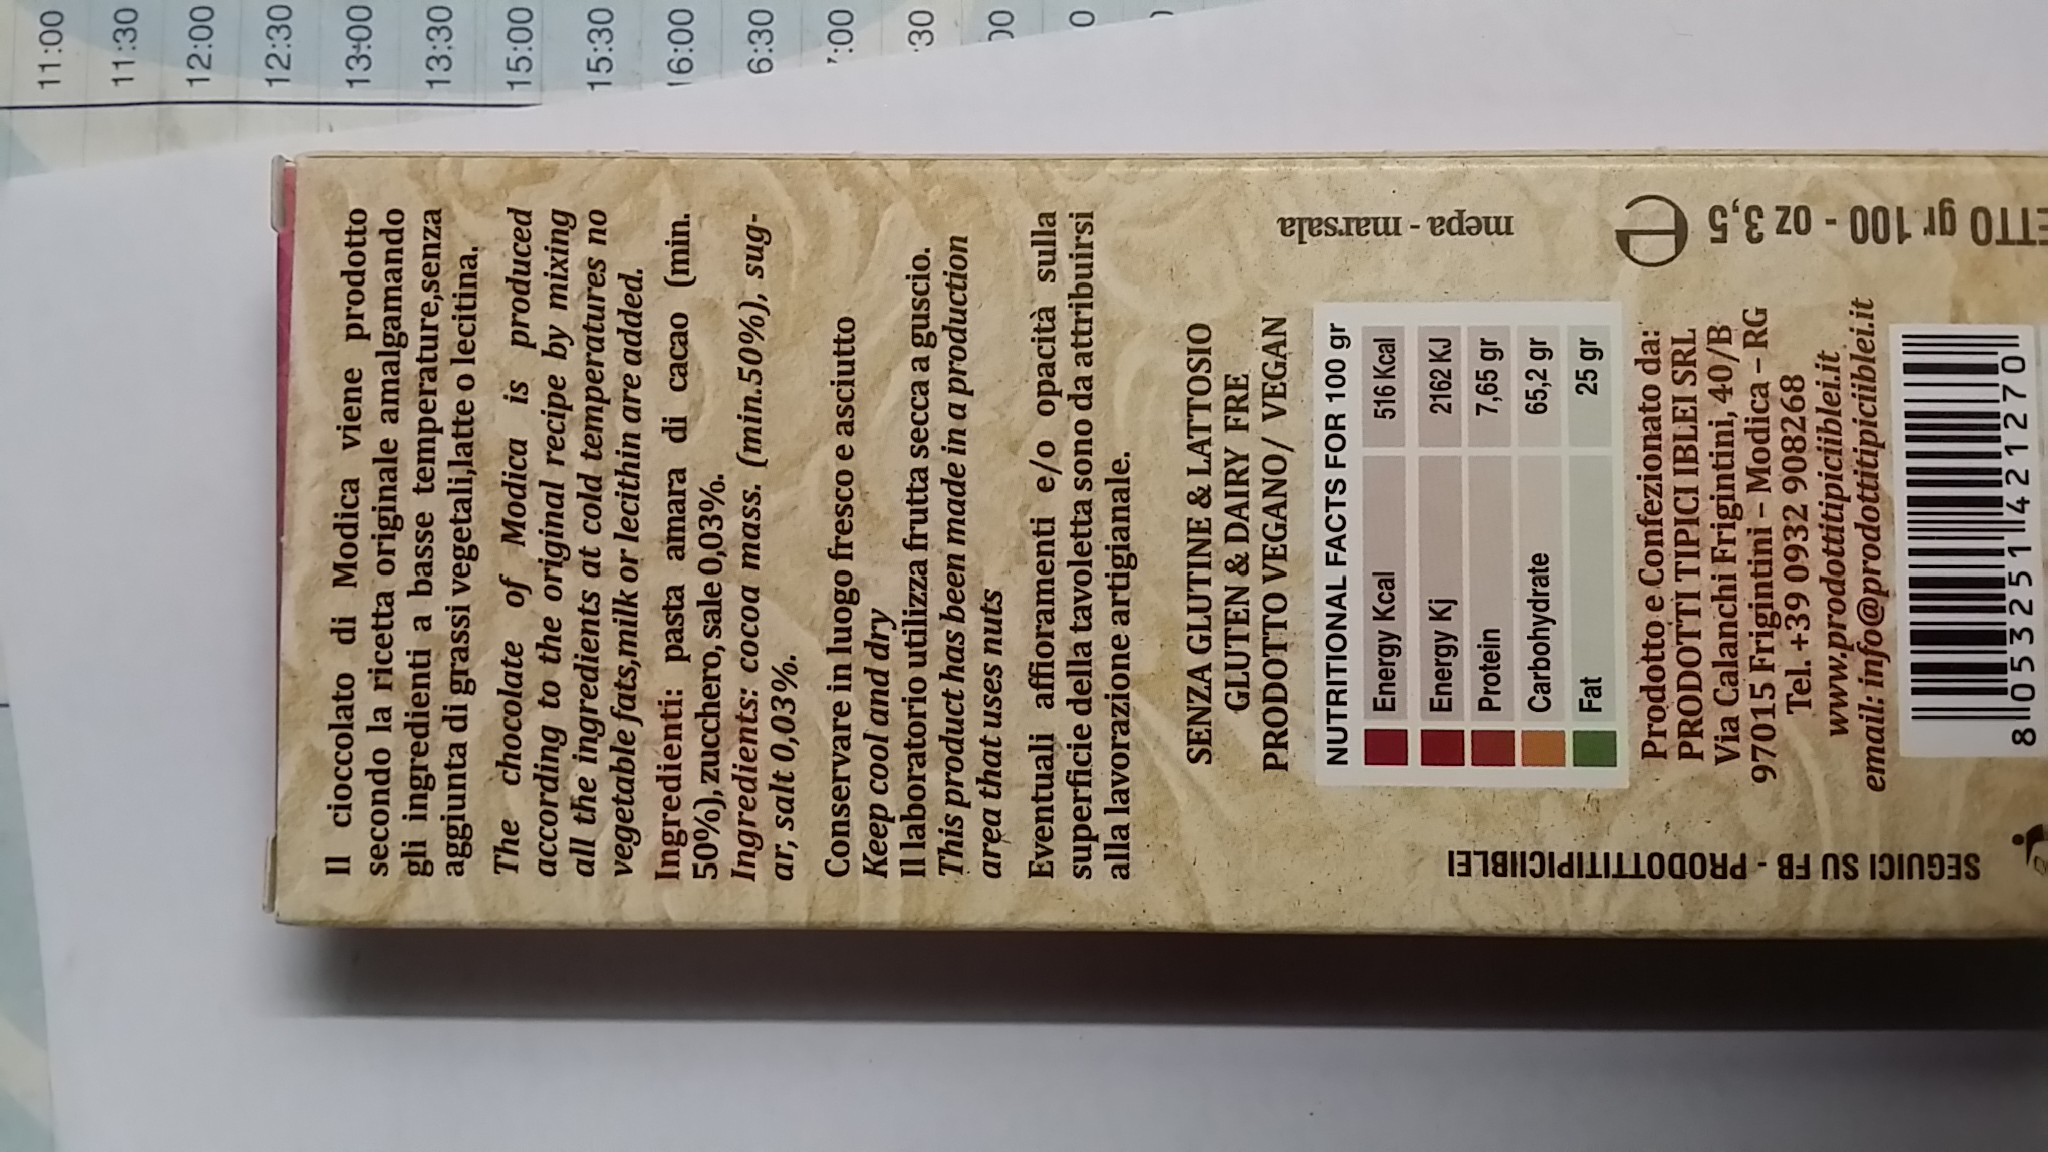 11:00
11:30
12:00
12:30
13:00
13:30
15:00
15:30
16:00
6:30
:00
:30
00
0
Il cioccolato di Modica viene prodotto
secondo la ricetta originale amalgamando
gli ingredienti a basse temperature,senza
aggiunta di grassi vegetali,latte o lecitina.
The chocolate of Modica is produced
according to the original recipe by mixing
all the ingredients at cold temperatures no
vegetable fats,milk or lecithin are added.
Ingredienti: pasta amara di cacao (min.
50%), zucchero, sale 0,03%.
Ingredients: cocoa mass. (min.50%), sug-
ar, salt 0,03%.
Conservare in luogo fresco e asciutto
Keep cool and dry
Il laboratorio utilizza frutta secca a guscio.
This product has been made in a production
area that uses nuts
Eventuali affioramenti e/o opacità sulla
superficie della tavoletta sono da attribuirsi
alla lavorazione artigianale.
SENZA GLUTINE & LATTOSIO
GLUTEN & DAIRY FRE
PRODOTTO VEGANO/ VEGAN
NUTRITIONAL FACTS FOR 100 gr
Energy Kcal 516 Kcal
Energy Kj 2162 KJ
Protein 7,65 gr
Carbohydrate 65,2 gr
Fat 25 gr
Prodotto e Confezionato da:
PRODOTTI TIPICI IBLEI SRL
Via Calanchi Frigintini, 40/B
97015 Frigintini – Modica – RG
Tel. +39 0932 908268
www.prodottitipiciiblei.it
email: info@prodottitipiciiblei.it
8 053251 421270
mepa - marsala
ETTO gr 100 - oz 3,5
SEGUICI SU FB - PRODOTTITIPICIIBLEI